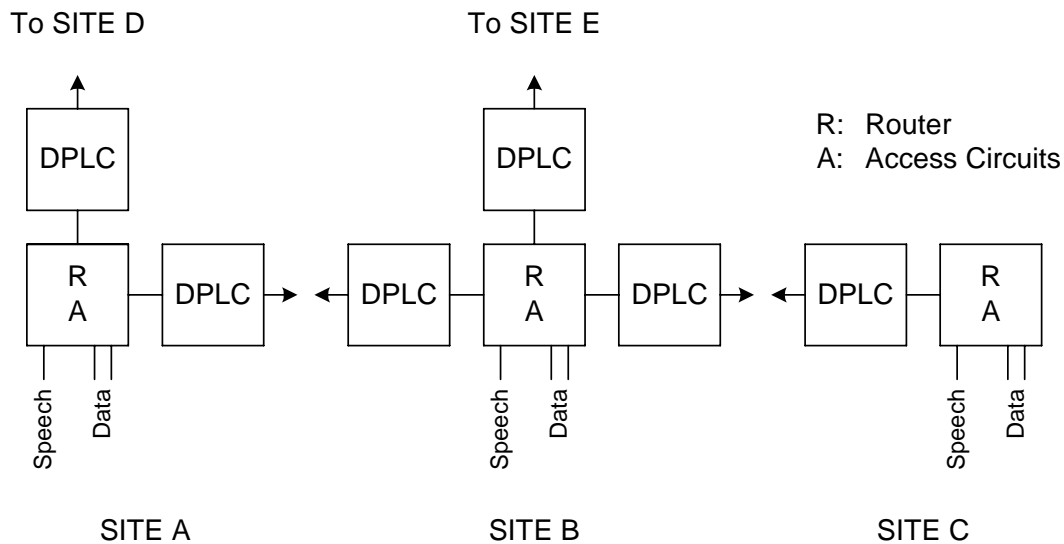 To SITE D
To SITE E
DPLC
DPLC
R: Router
A: Access Circuits
R
A
DPLC
DPLC
R
A
DPLC
DPLC
R
A
Speech
Data
Speech
Data
Speech
Data
SITE A
SITE B
SITE C